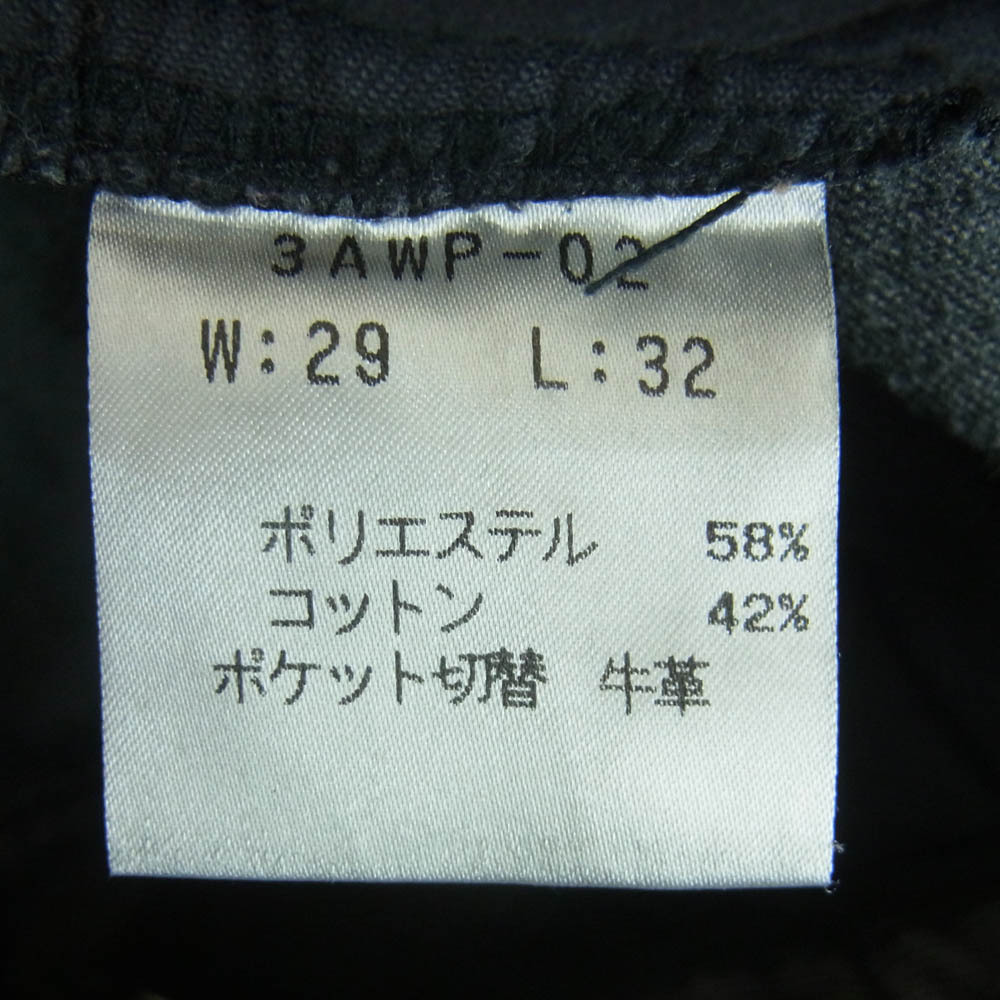 3AWP-02
W:29 L:32
ポリエステル 58%
コットン 42%
ポケット切替 牛革